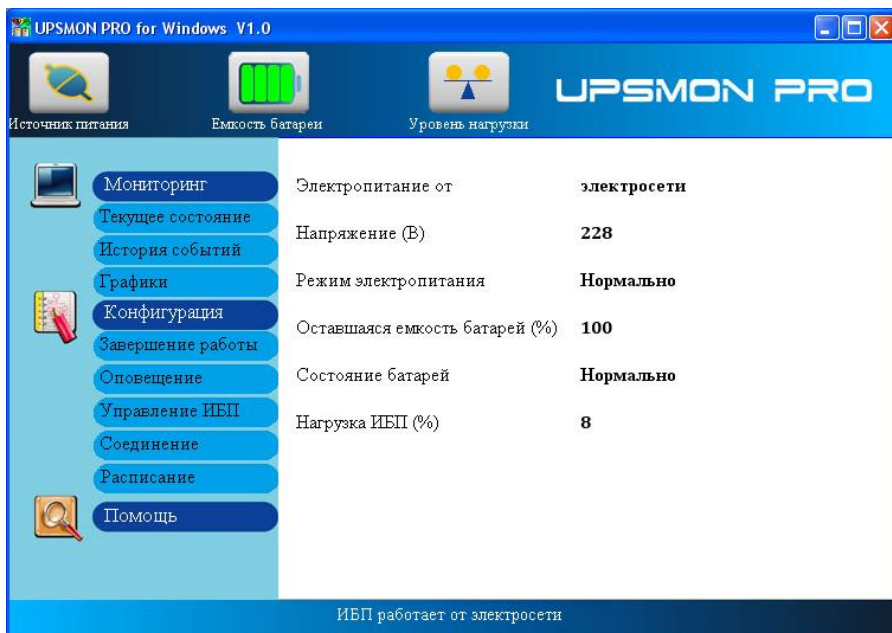 UPSMON PRO for Windows V1.0
UPSMON PRO
Источник питания
Емкость батареи
Уровень нагрузки
Мониторинг
Текущее состояние
История событий
Графики
Конфигурация
Завершение работы
Оповещение
Управление ИБП
Соединение
Расписание
Помощь
Электропитание от электросети
Напряжение (В) 228
Режим электропитания Нормально
Оставшаяся емкость батарей (%) 100
Состояние батарей Нормально
Нагрузка ИБП (%) 8
ИБП работает от электросети